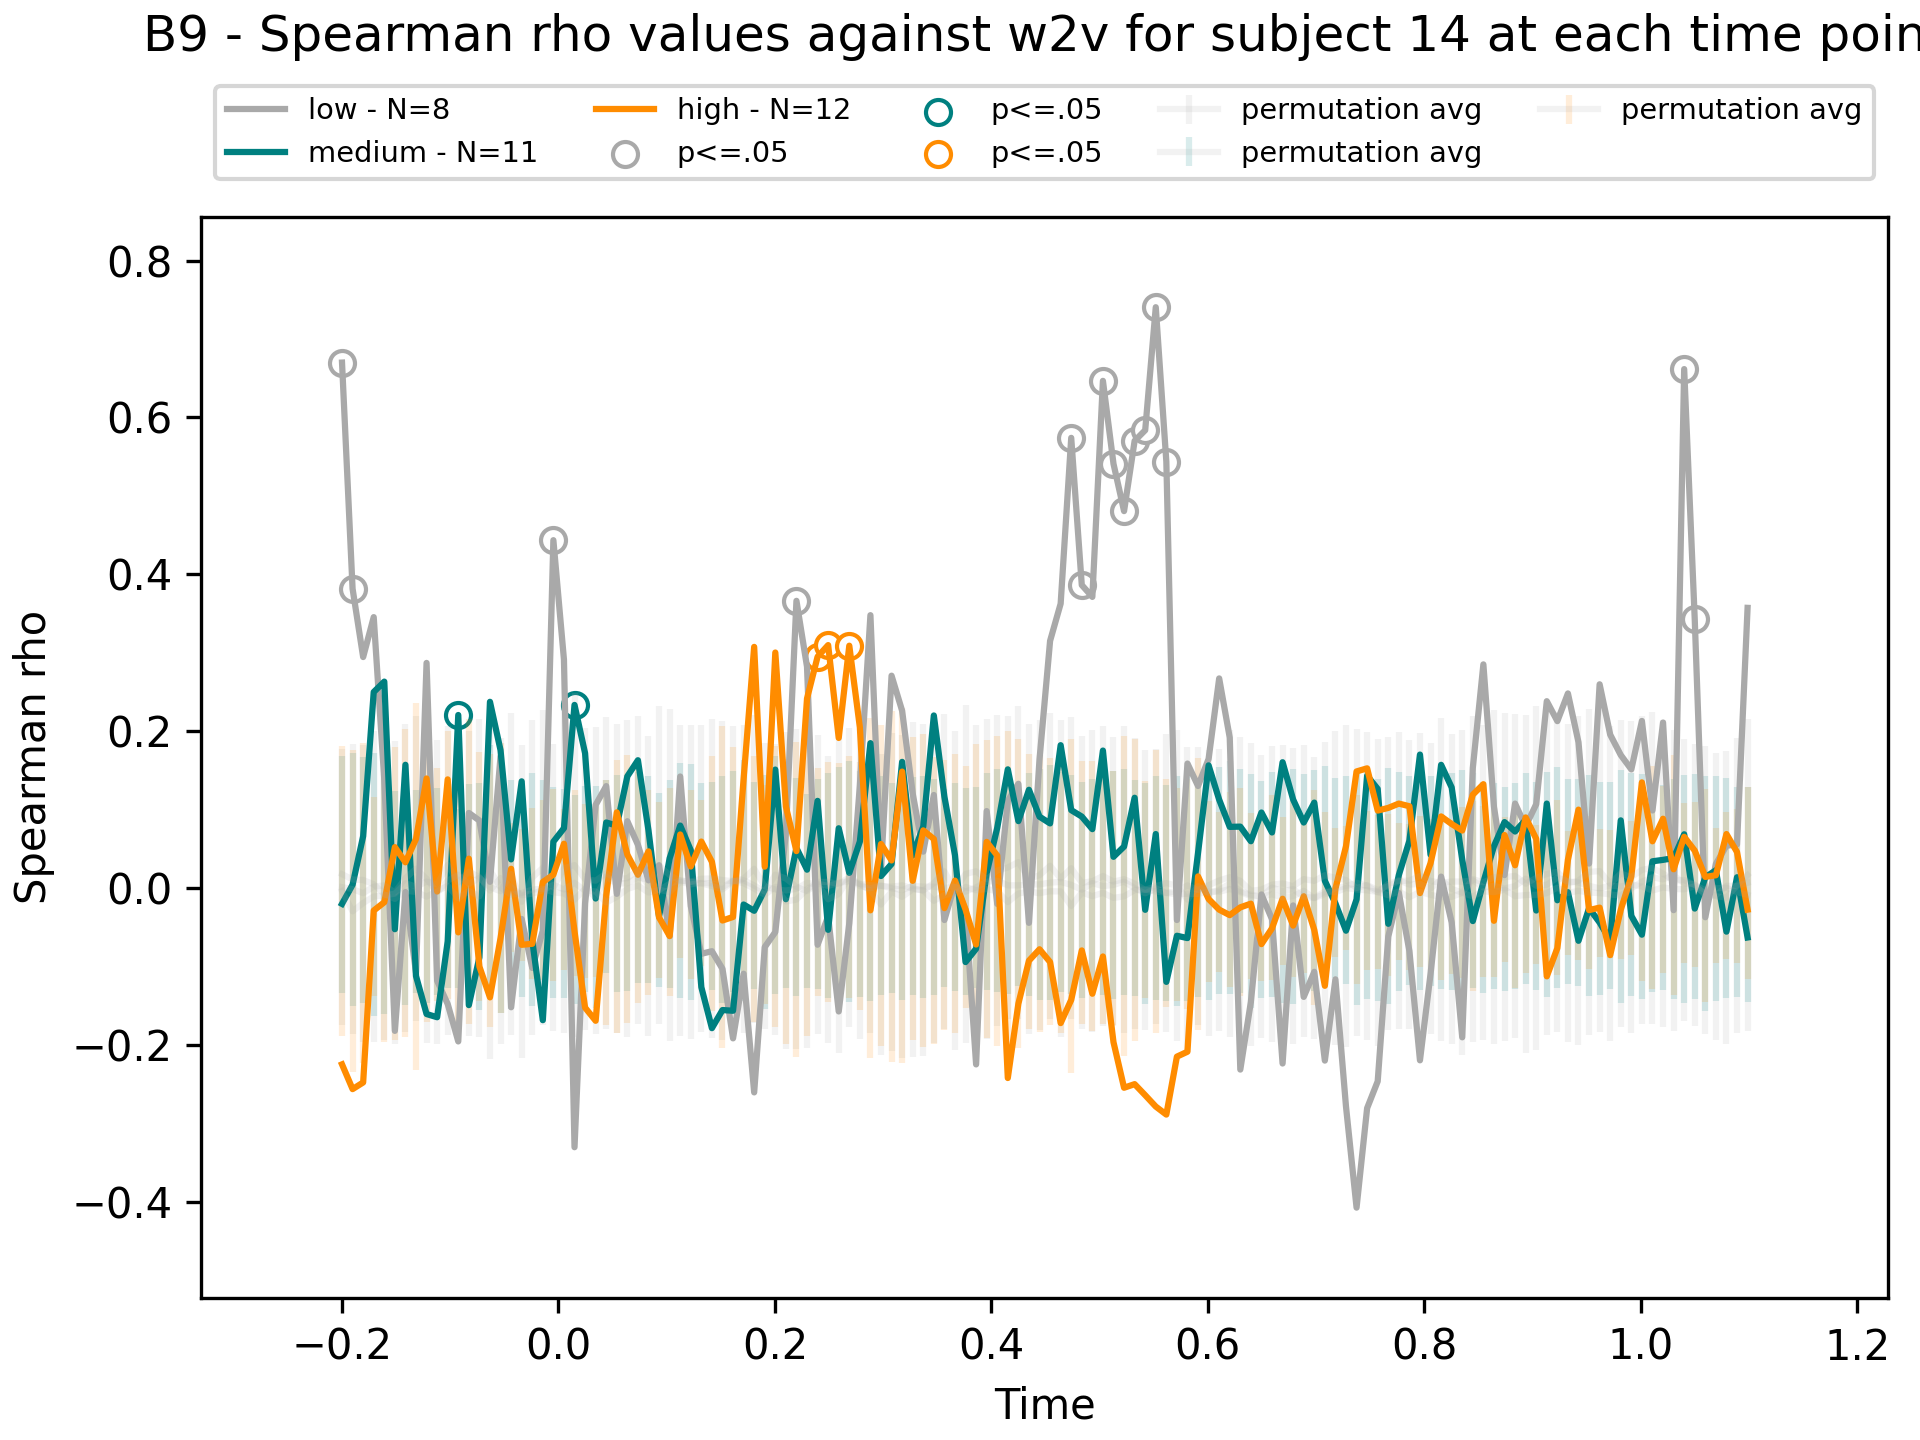 B9 - Spearman rho values against w2v for subject 14 at each time poin
low - N=8
medium - N=11
high - N=12
p<=.05
p<=.05
p<=.05
permutation avg
permutation avg
permutation avg
0.8
0.6
0.4
0.2
0.0
−0.2
−0.4
Spearman rho
−0.2 0.0 0.2 0.4 0.6 0.8 1.0 1.2
Time